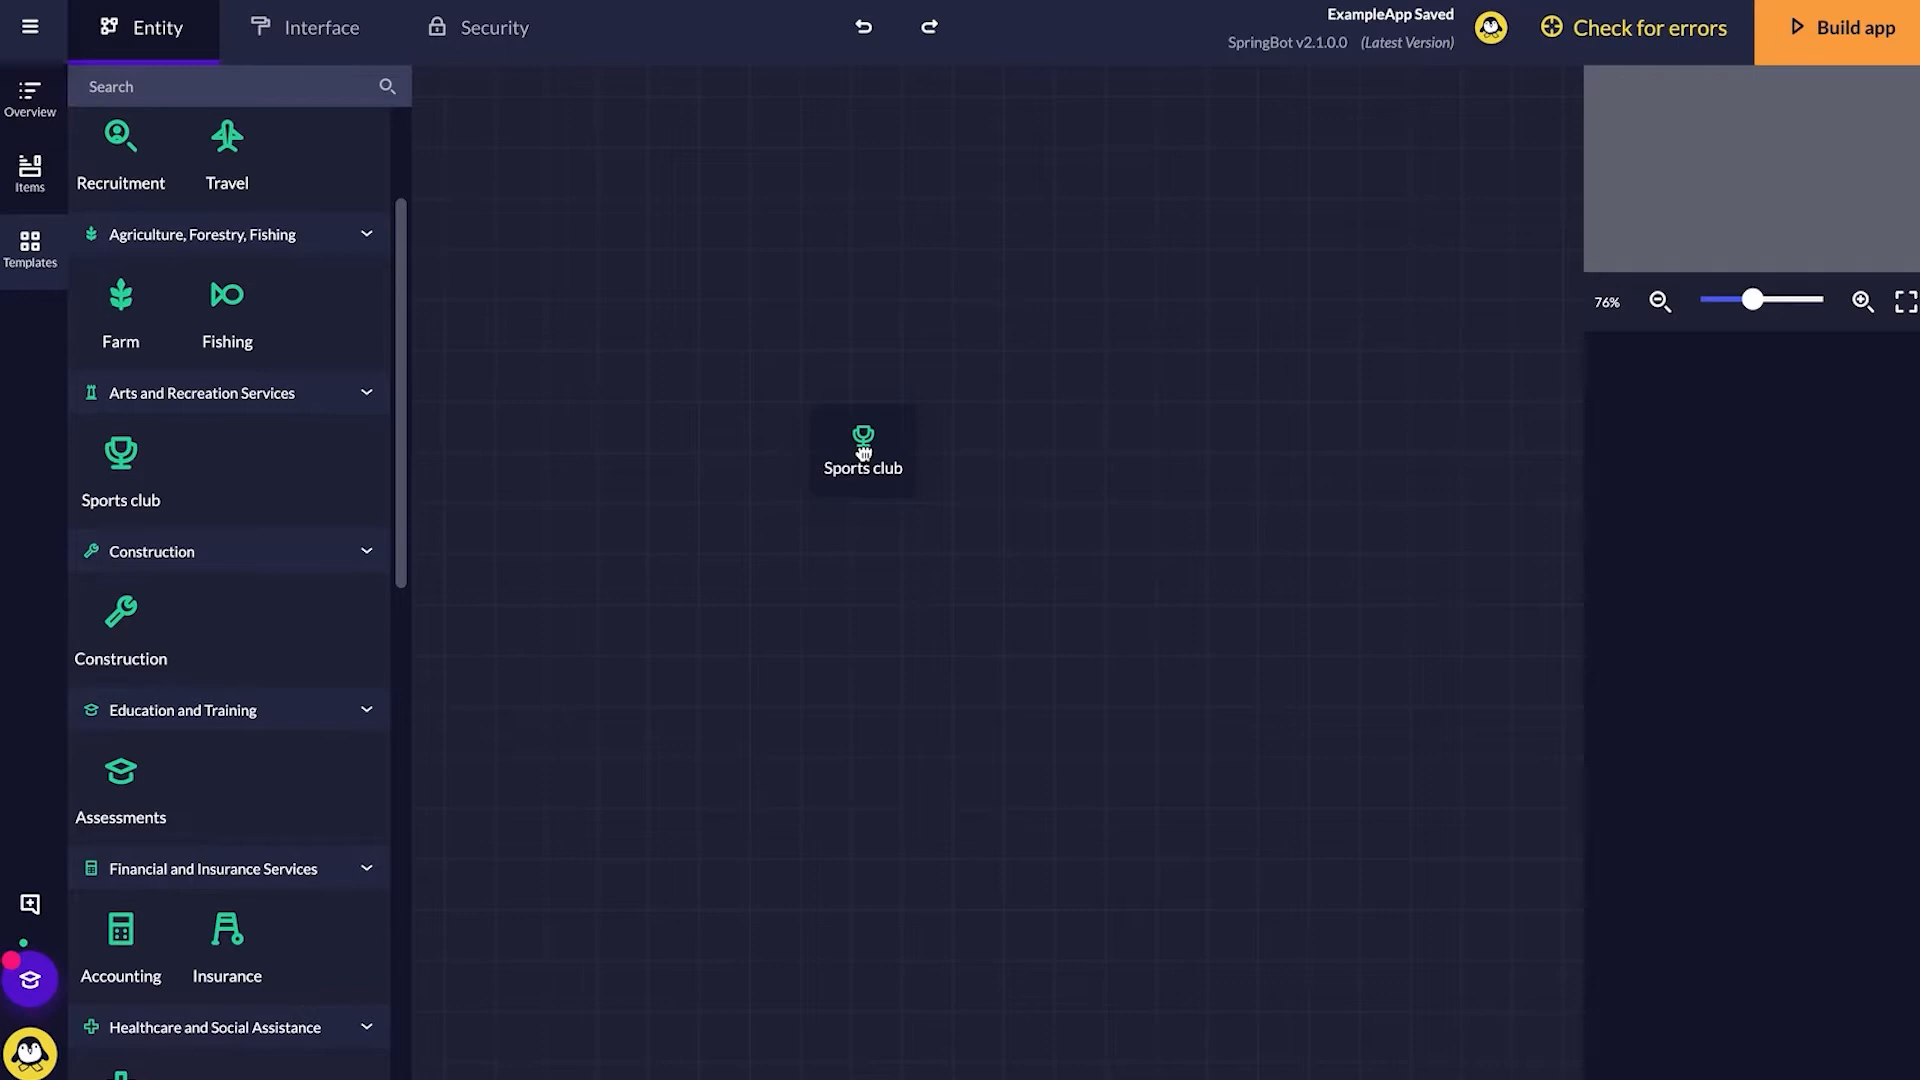 Entity
Interface
Security
ExampleApp Saved
SpringBot v2.1.0.0 (Latest Version)
Check for errors
Build app
Search
Overview
Items
Templates
Recruitment
Travel
Agriculture, Forestry, Fishing
Farm
Fishing
Arts and Recreation Services
Sports club
Construction
Construction
Education and Training
Assessments
Financial and Insurance Services
Accounting
Insurance
Healthcare and Social Assistance
Sports club
76%